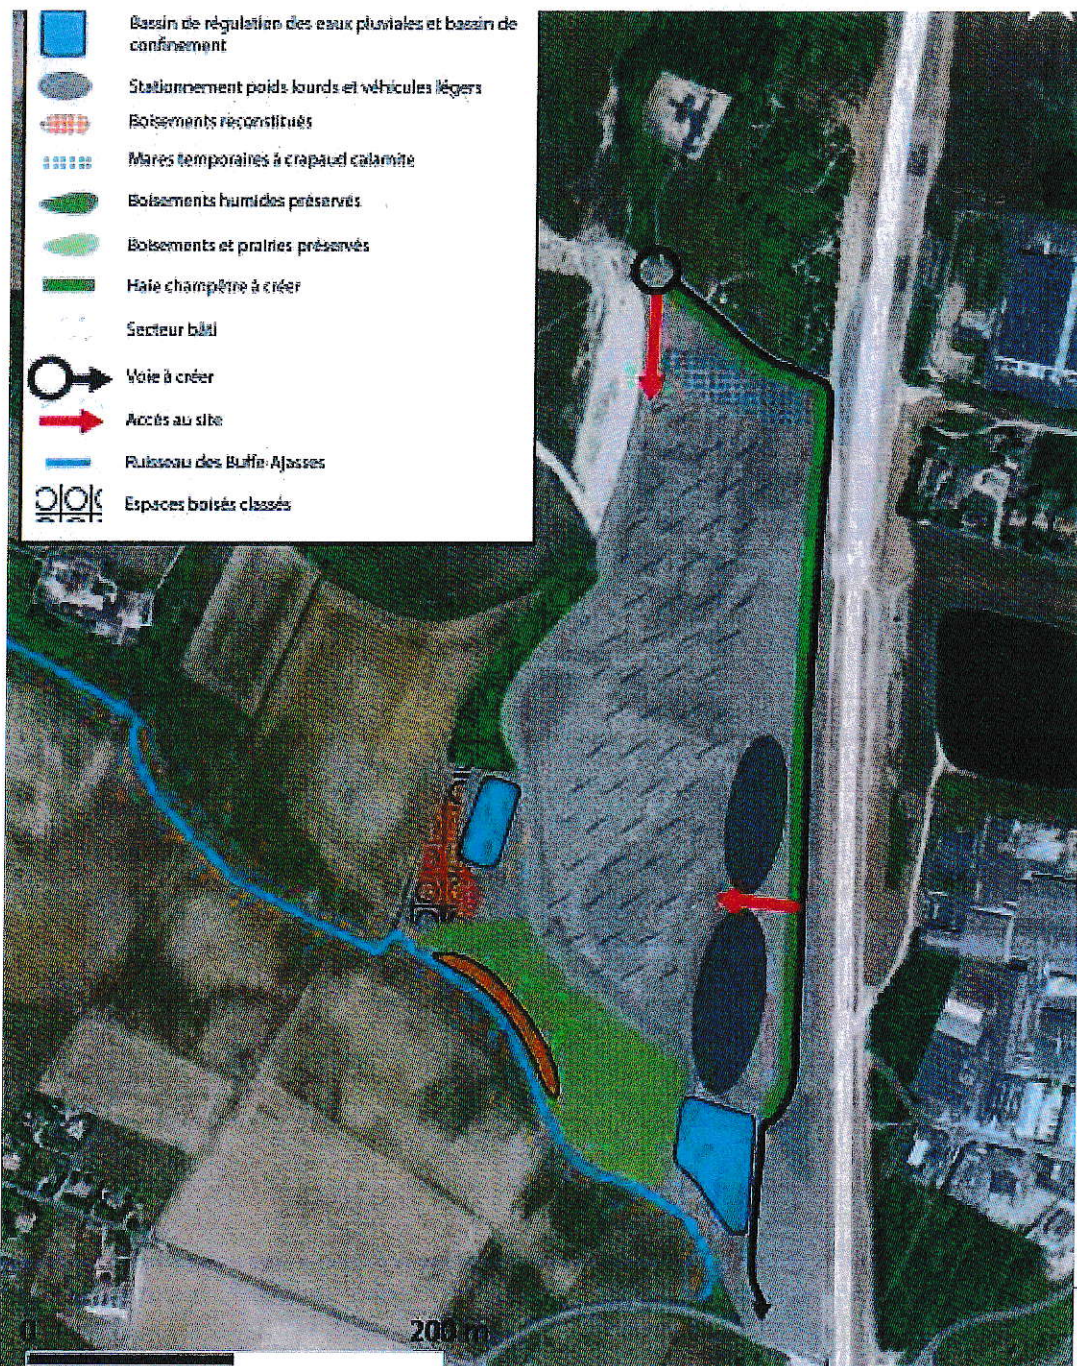 Bassin de régulation des eaux pluviales et bassin de
confinement
Stationnement poids lourds et véhicules légers
Boisements reconstitués
Mares temporaires à crapaud calamite
Boisements humides préservés
Boisements et prairies préservés
Haie champêtre à créer
Secteur bâti
Voie à créer
Accès au site
Ruisseau des Buffe-Ajasses
Espaces boisés classés
0 200 m